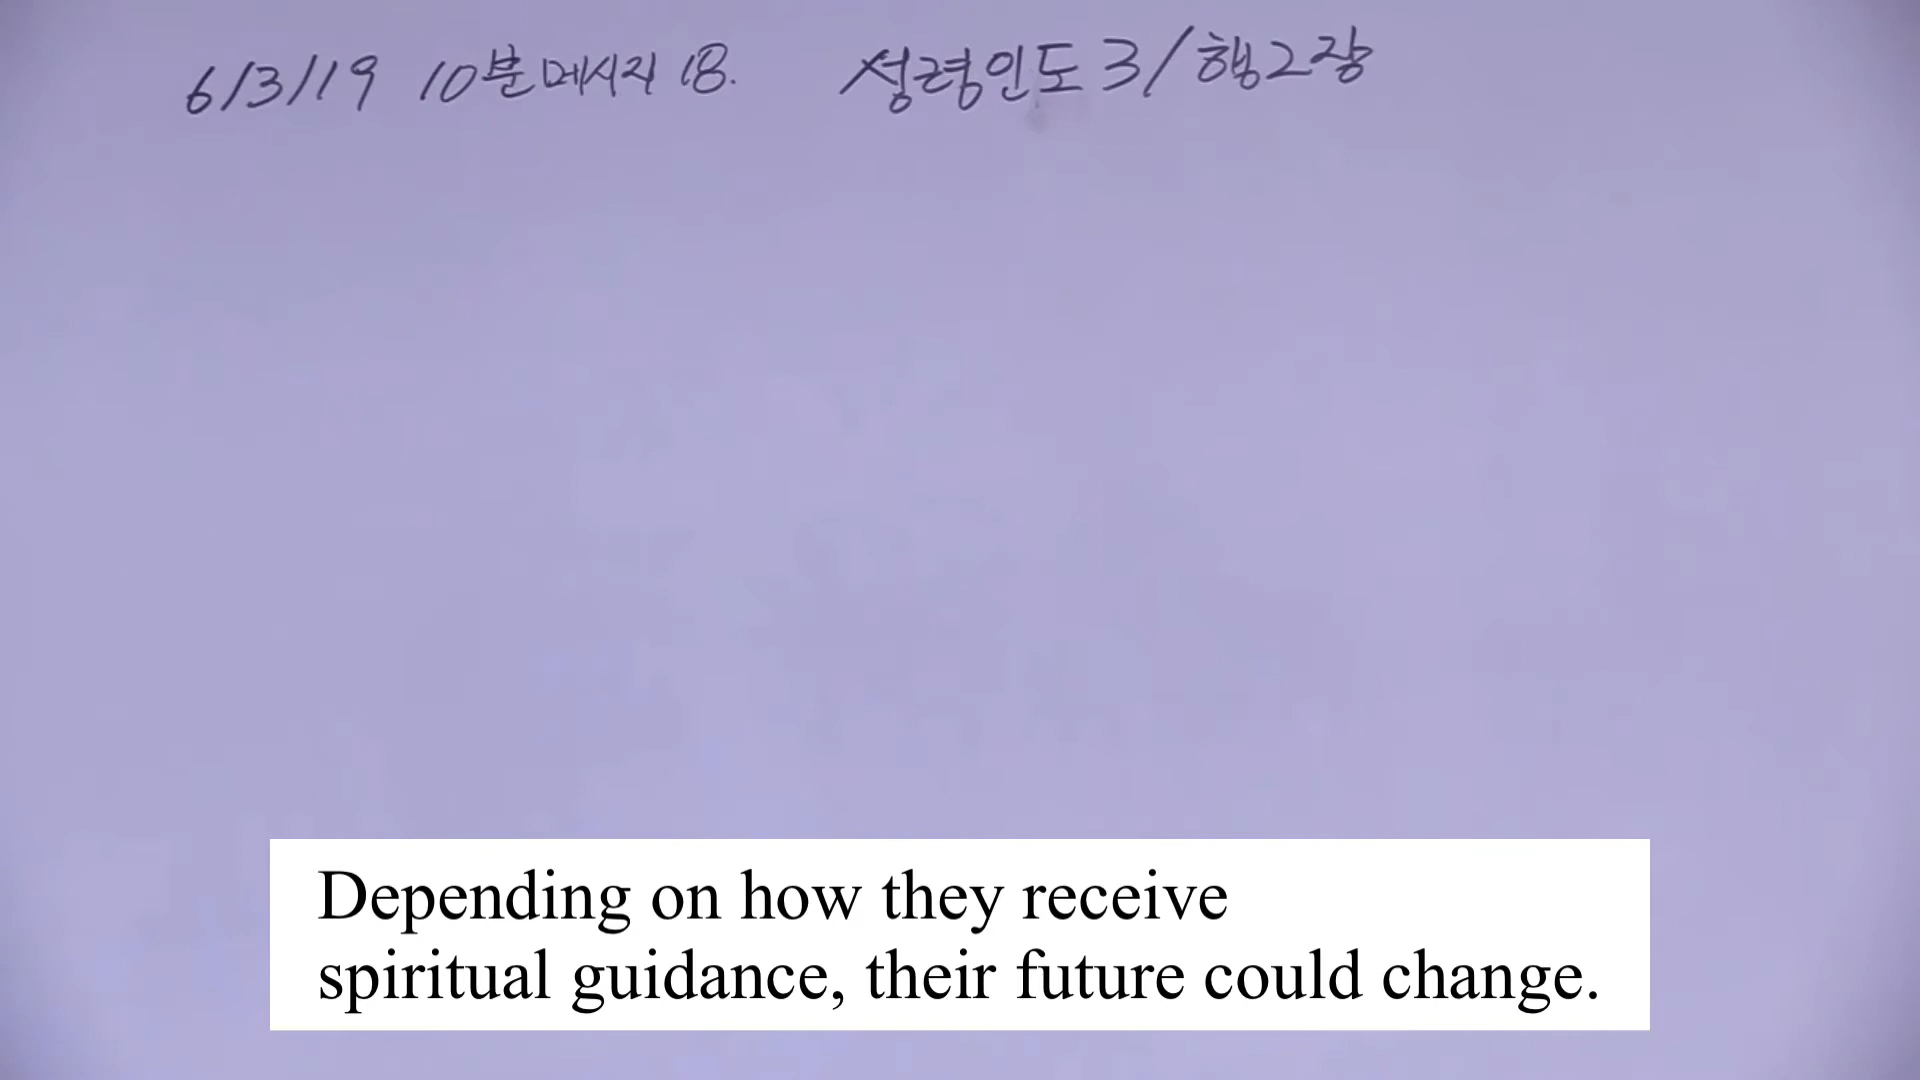 6/3/19 10분메시지 18. 성령인도 3/행2장
Depending on how they receive
spiritual guidance, their future could change.